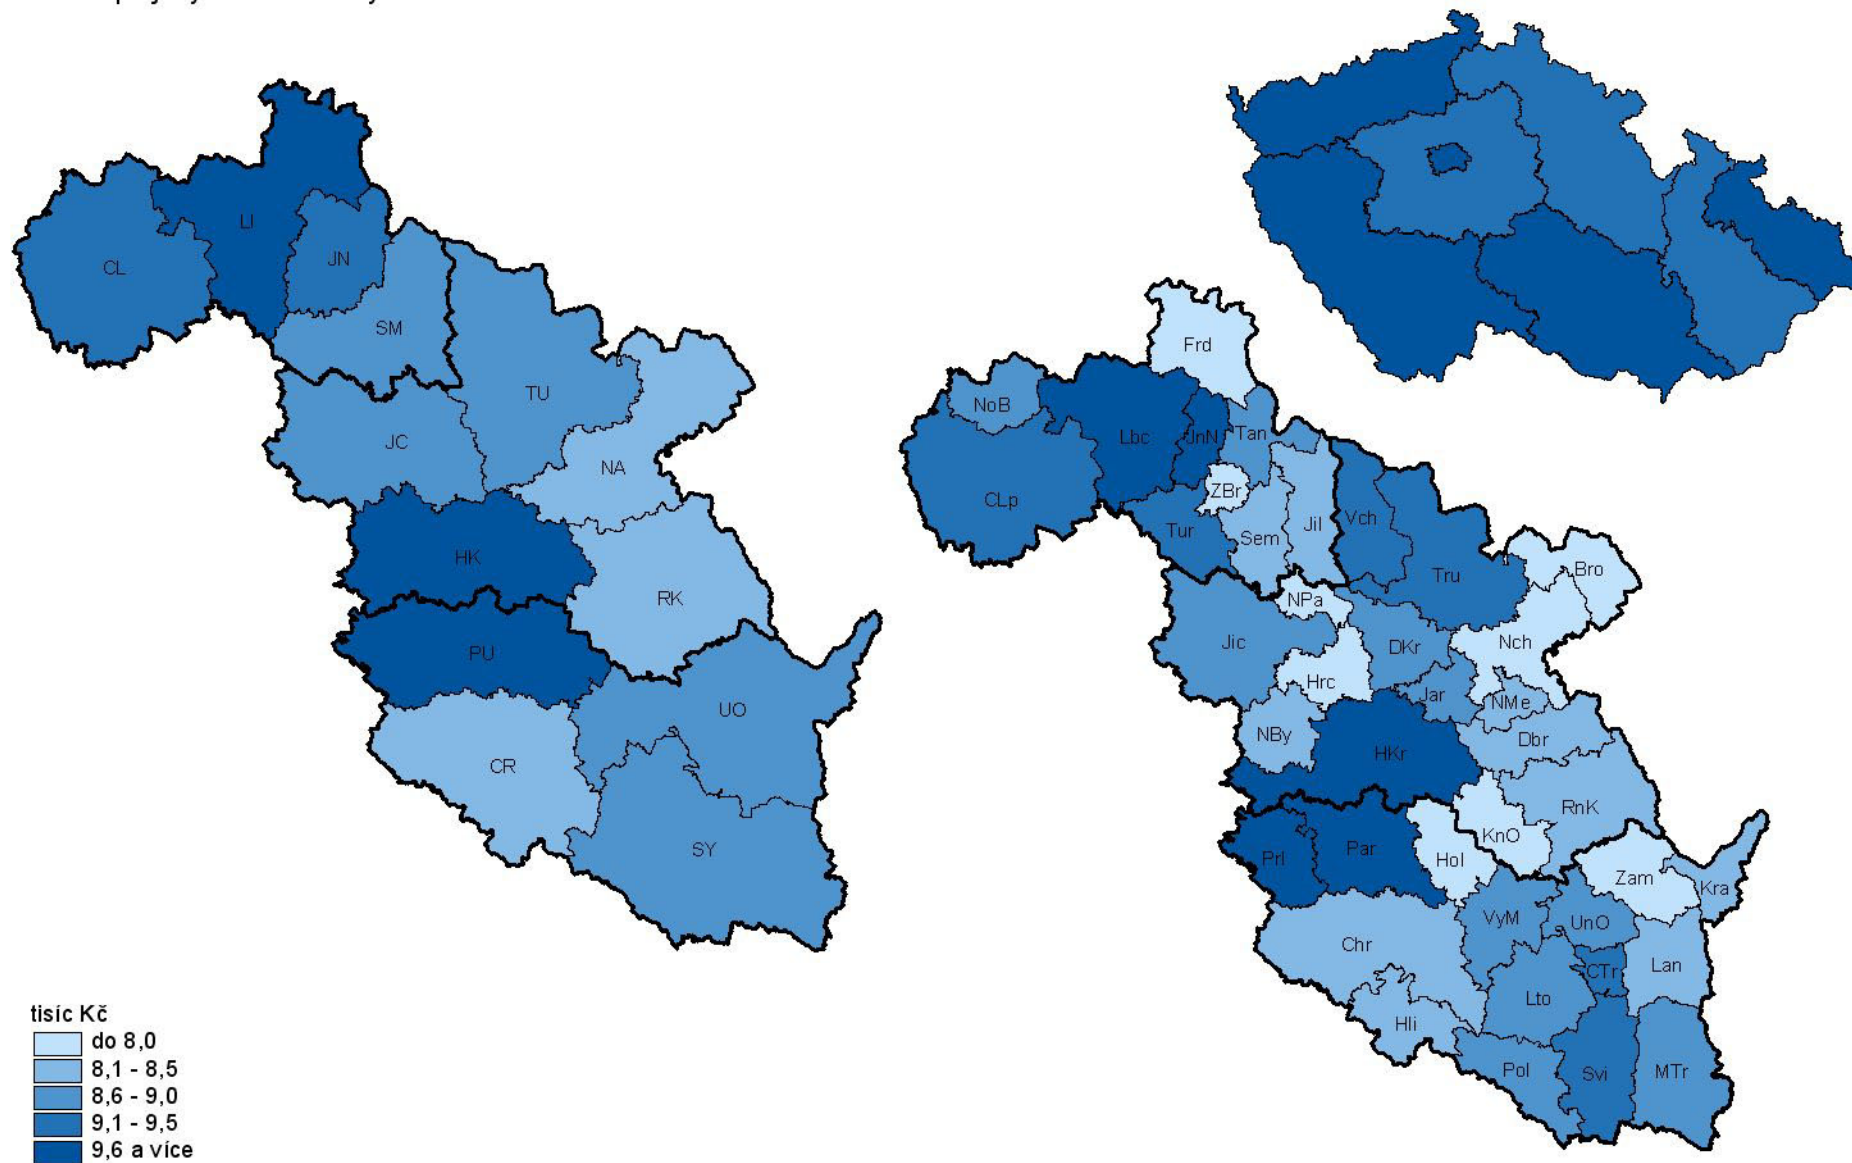 LI
CL
JN
SM
TU
JC
NA
HK
RK
PU
UO
CR
SY
Frd
NoB
Lbc
JnN
Tan
ZBr
CLp
Tur
Sem
Jil
Vch
Tru
Bro
NPa
Jic
DKr
Nch
Hrc
Jar
NMe
NBy
HKr
Dbr
RnK
KnO
Prl
Par
Hol
Zam
Kra
VyM
UnO
Chr
CTr
Lan
Lto
Hli
Pol
Svi
MTr
tisíc Kč
do 8,0
8,1 - 8,5
8,6 - 9,0
9,1 - 9,5
9,6 a více